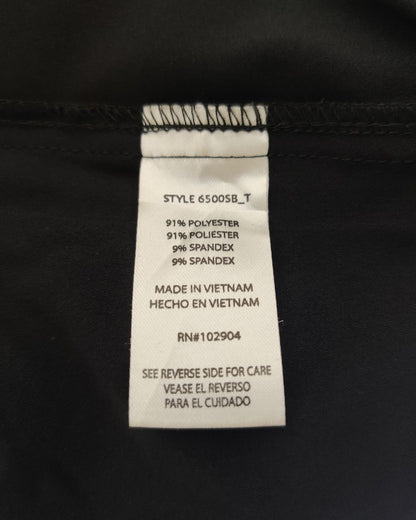 STYLE 6500SB_T
91% POLYESTER
91% POLIESTER
9% SPANDEX
9% SPANDEX
MADE IN VIETNAM
HECHO EN VIETNAM
RN#102904
SEE REVERSE SIDE FOR CARE
VEASE EL REVERSO
PARA EL CUIDADO